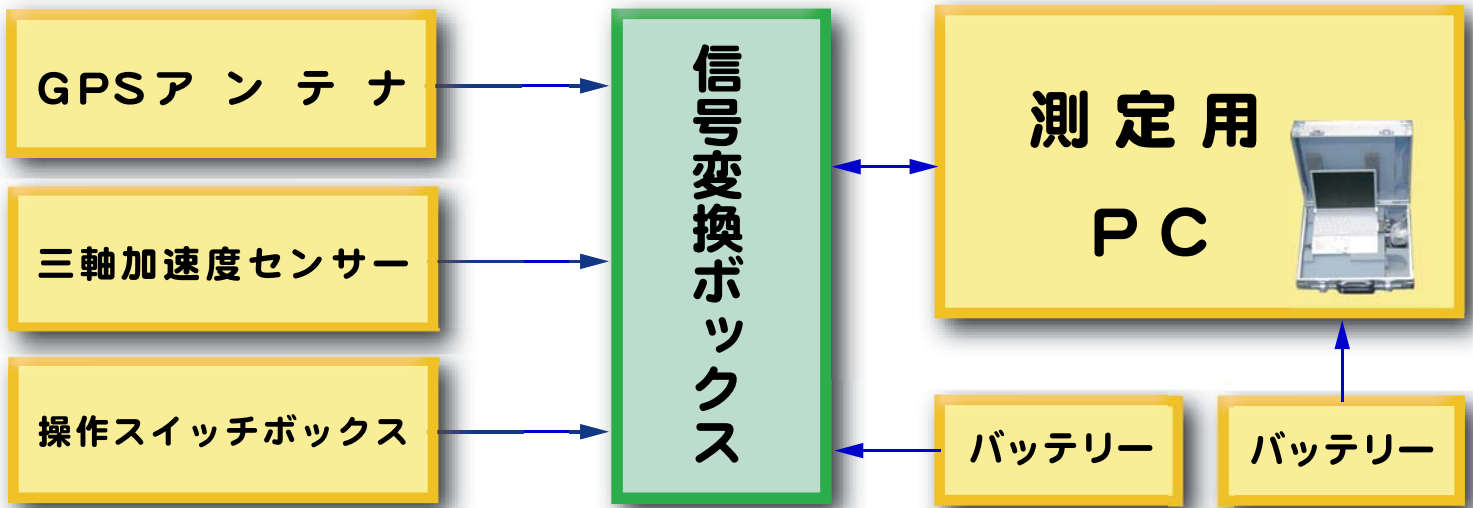 GPSアンテナ
三軸加速度センサー
操作スイッチボックス
信号変換ボックス
測定用
PC
バッテリー
バッテリー